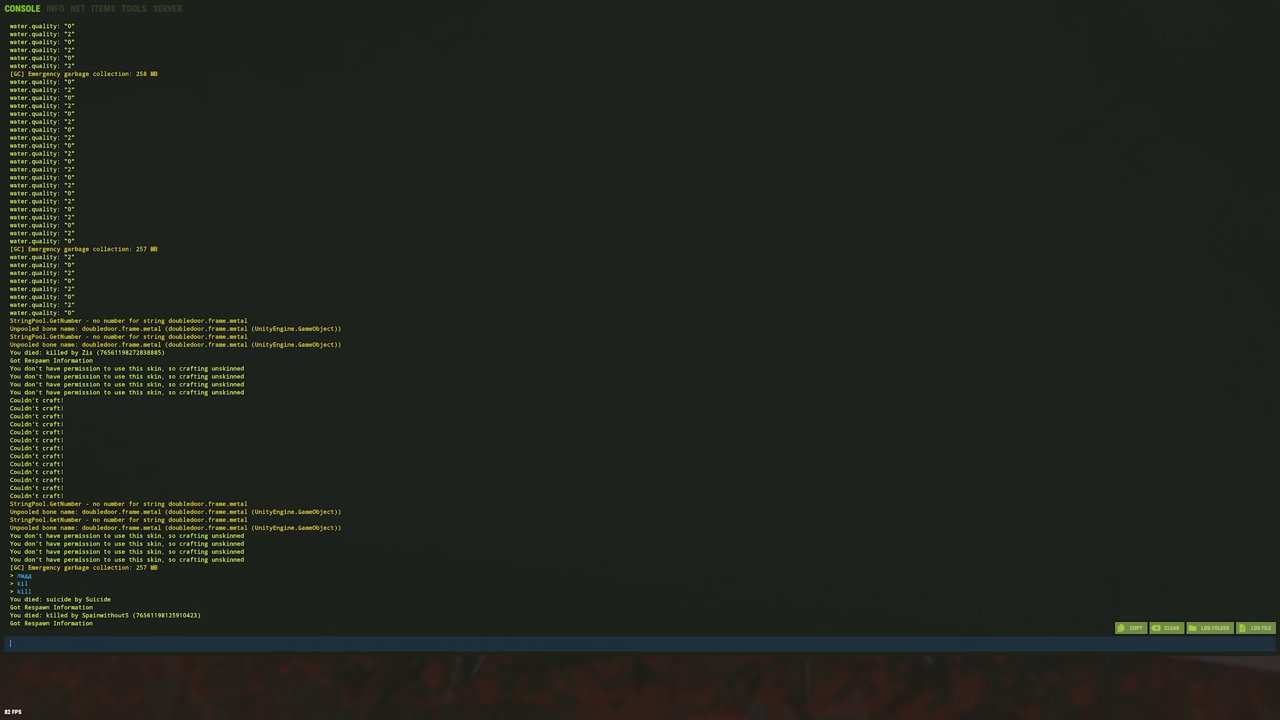 CONSOLE INFO NET ITEMS TOOLS SERVER
water.quality: "0"
water.quality: "2"
water.quality: "0"
water.quality: "2"
water.quality: "0"
water.quality: "2"
[GC] Emergency garbage collection: 258 MB
water.quality: "0"
water.quality: "2"
water.quality: "0"
water.quality: "2"
water.quality: "0"
water.quality: "2"
water.quality: "0"
water.quality: "2"
water.quality: "0"
water.quality: "2"
water.quality: "0"
water.quality: "2"
water.quality: "0"
water.quality: "2"
water.quality: "0"
water.quality: "2"
water.quality: "0"
water.quality: "2"
water.quality: "0"
water.quality: "2"
water.quality: "0"
[GC] Emergency garbage collection: 257 MB
water.quality: "2"
water.quality: "0"
water.quality: "2"
water.quality: "0"
water.quality: "2"
water.quality: "0"
water.quality: "2"
water.quality: "0"
StringPool.GetNumber - no number for string doubledoor.frame.metal
Unpooled bone name: doubledoor.frame.metal (doubledoor.frame.metal (UnityEngine.GameObject))
StringPool.GetNumber - no number for string doubledoor.frame.metal
Unpooled bone name: doubledoor.frame.metal (doubledoor.frame.metal (UnityEngine.GameObject))
You died: killed by Zis (76561198272838885)
Got Respawn Information
You don't have permission to use this skin, so crafting unskinned
You don't have permission to use this skin, so crafting unskinned
You don't have permission to use this skin, so crafting unskinned
You don't have permission to use this skin, so crafting unskinned
Couldn't craft!
Couldn't craft!
Couldn't craft!
Couldn't craft!
Couldn't craft!
Couldn't craft!
Couldn't craft!
Couldn't craft!
Couldn't craft!
Couldn't craft!
Couldn't craft!
Couldn't craft!
Couldn't craft!
StringPool.GetNumber - no number for string doubledoor.frame.metal
Unpooled bone name: doubledoor.frame.metal (doubledoor.frame.metal (UnityEngine.GameObject))
StringPool.GetNumber - no number for string doubledoor.frame.metal
Unpooled bone name: doubledoor.frame.metal (doubledoor.frame.metal (UnityEngine.GameObject))
You don't have permission to use this skin, so crafting unskinned
You don't have permission to use this skin, so crafting unskinned
You don't have permission to use this skin, so crafting unskinned
You don't have permission to use this skin, so crafting unskinned
[GC] Emergency garbage collection: 257 MB
> лшдд
> kil
> kill
You died: suicide by Suicide
Got Respawn Information
You died: killed by SpainwithoutS (76561198125910423)
Got Respawn Information
COPY CLEAR LOG FOLDER LOG FILE
82 FPS